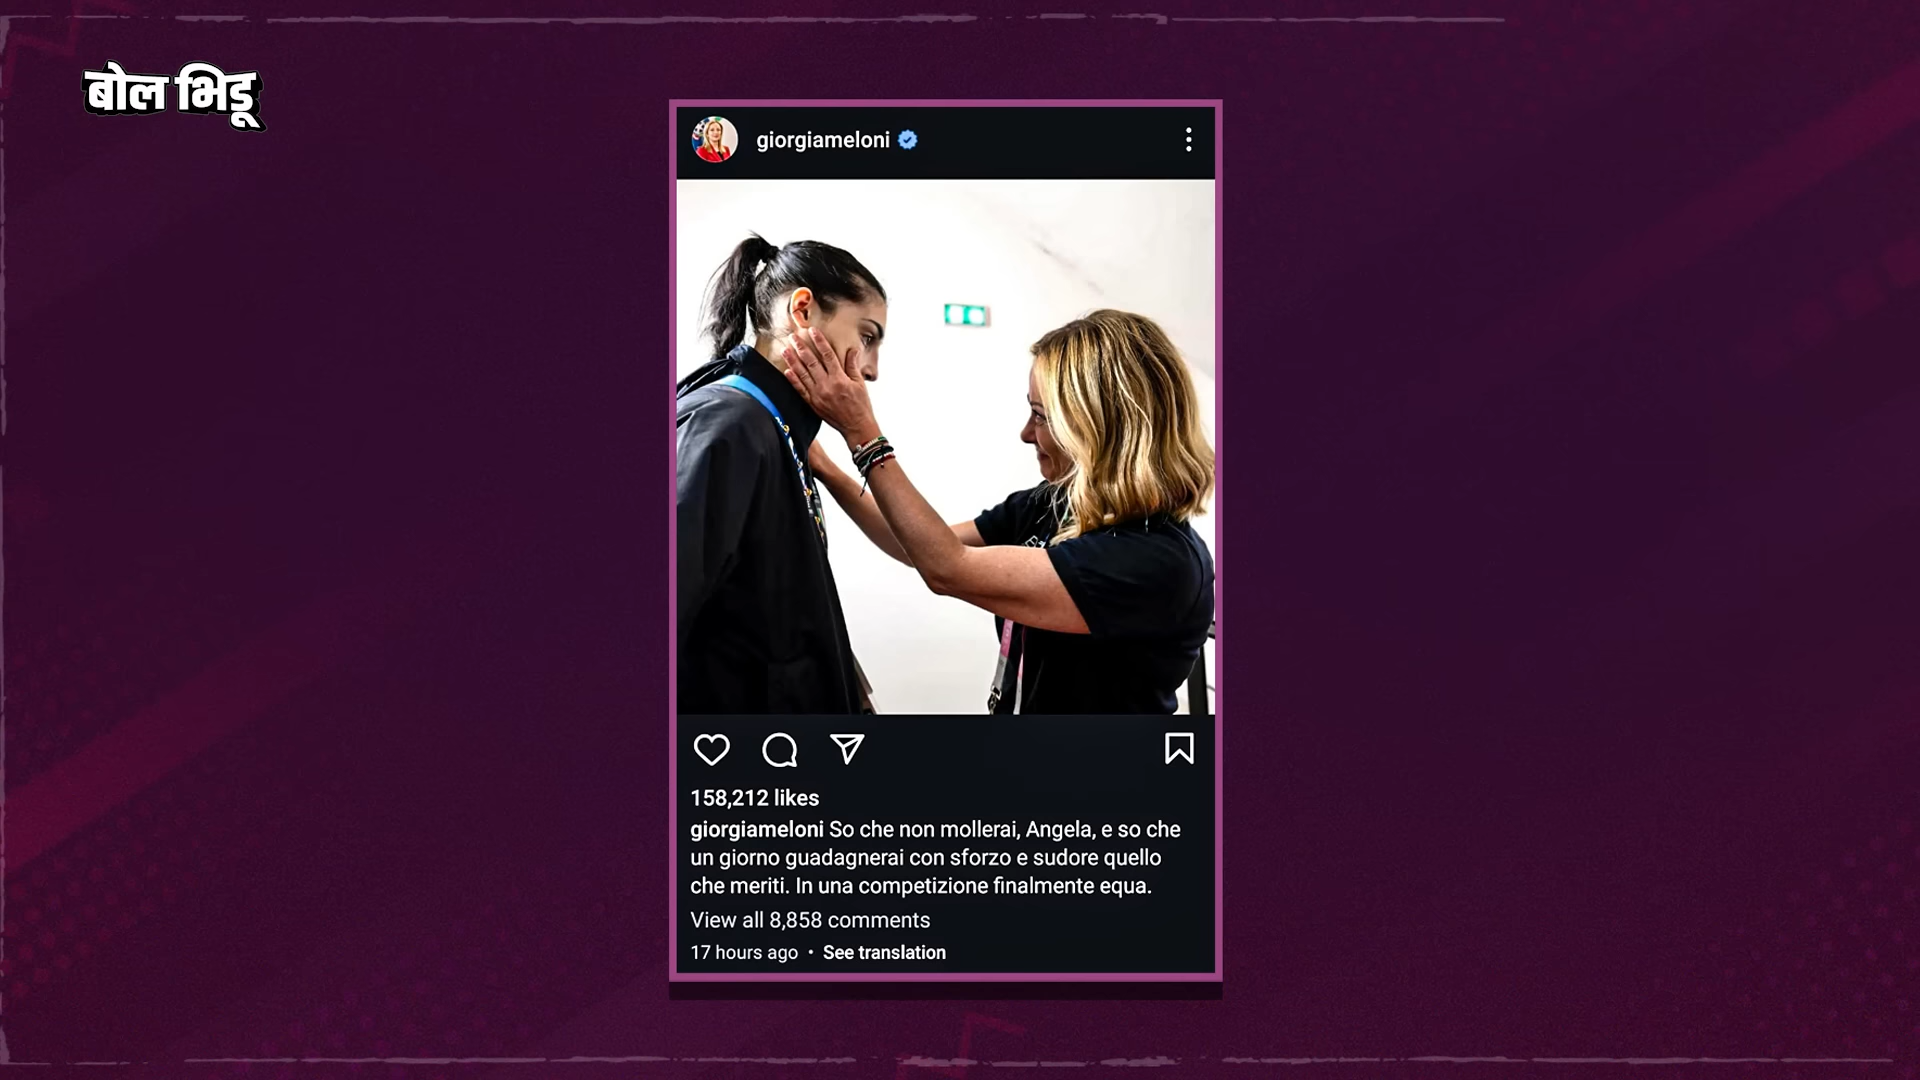 बोल भिडू
giorgiameloni
158,212 likes
giorgiameloni So che non mollerai, Angela, e so che
un giorno guadagnerai con sforzo e sudore quello
che meriti. In una competizione finalmente equa.
View all 8,858 comments
17 hours ago • See translation